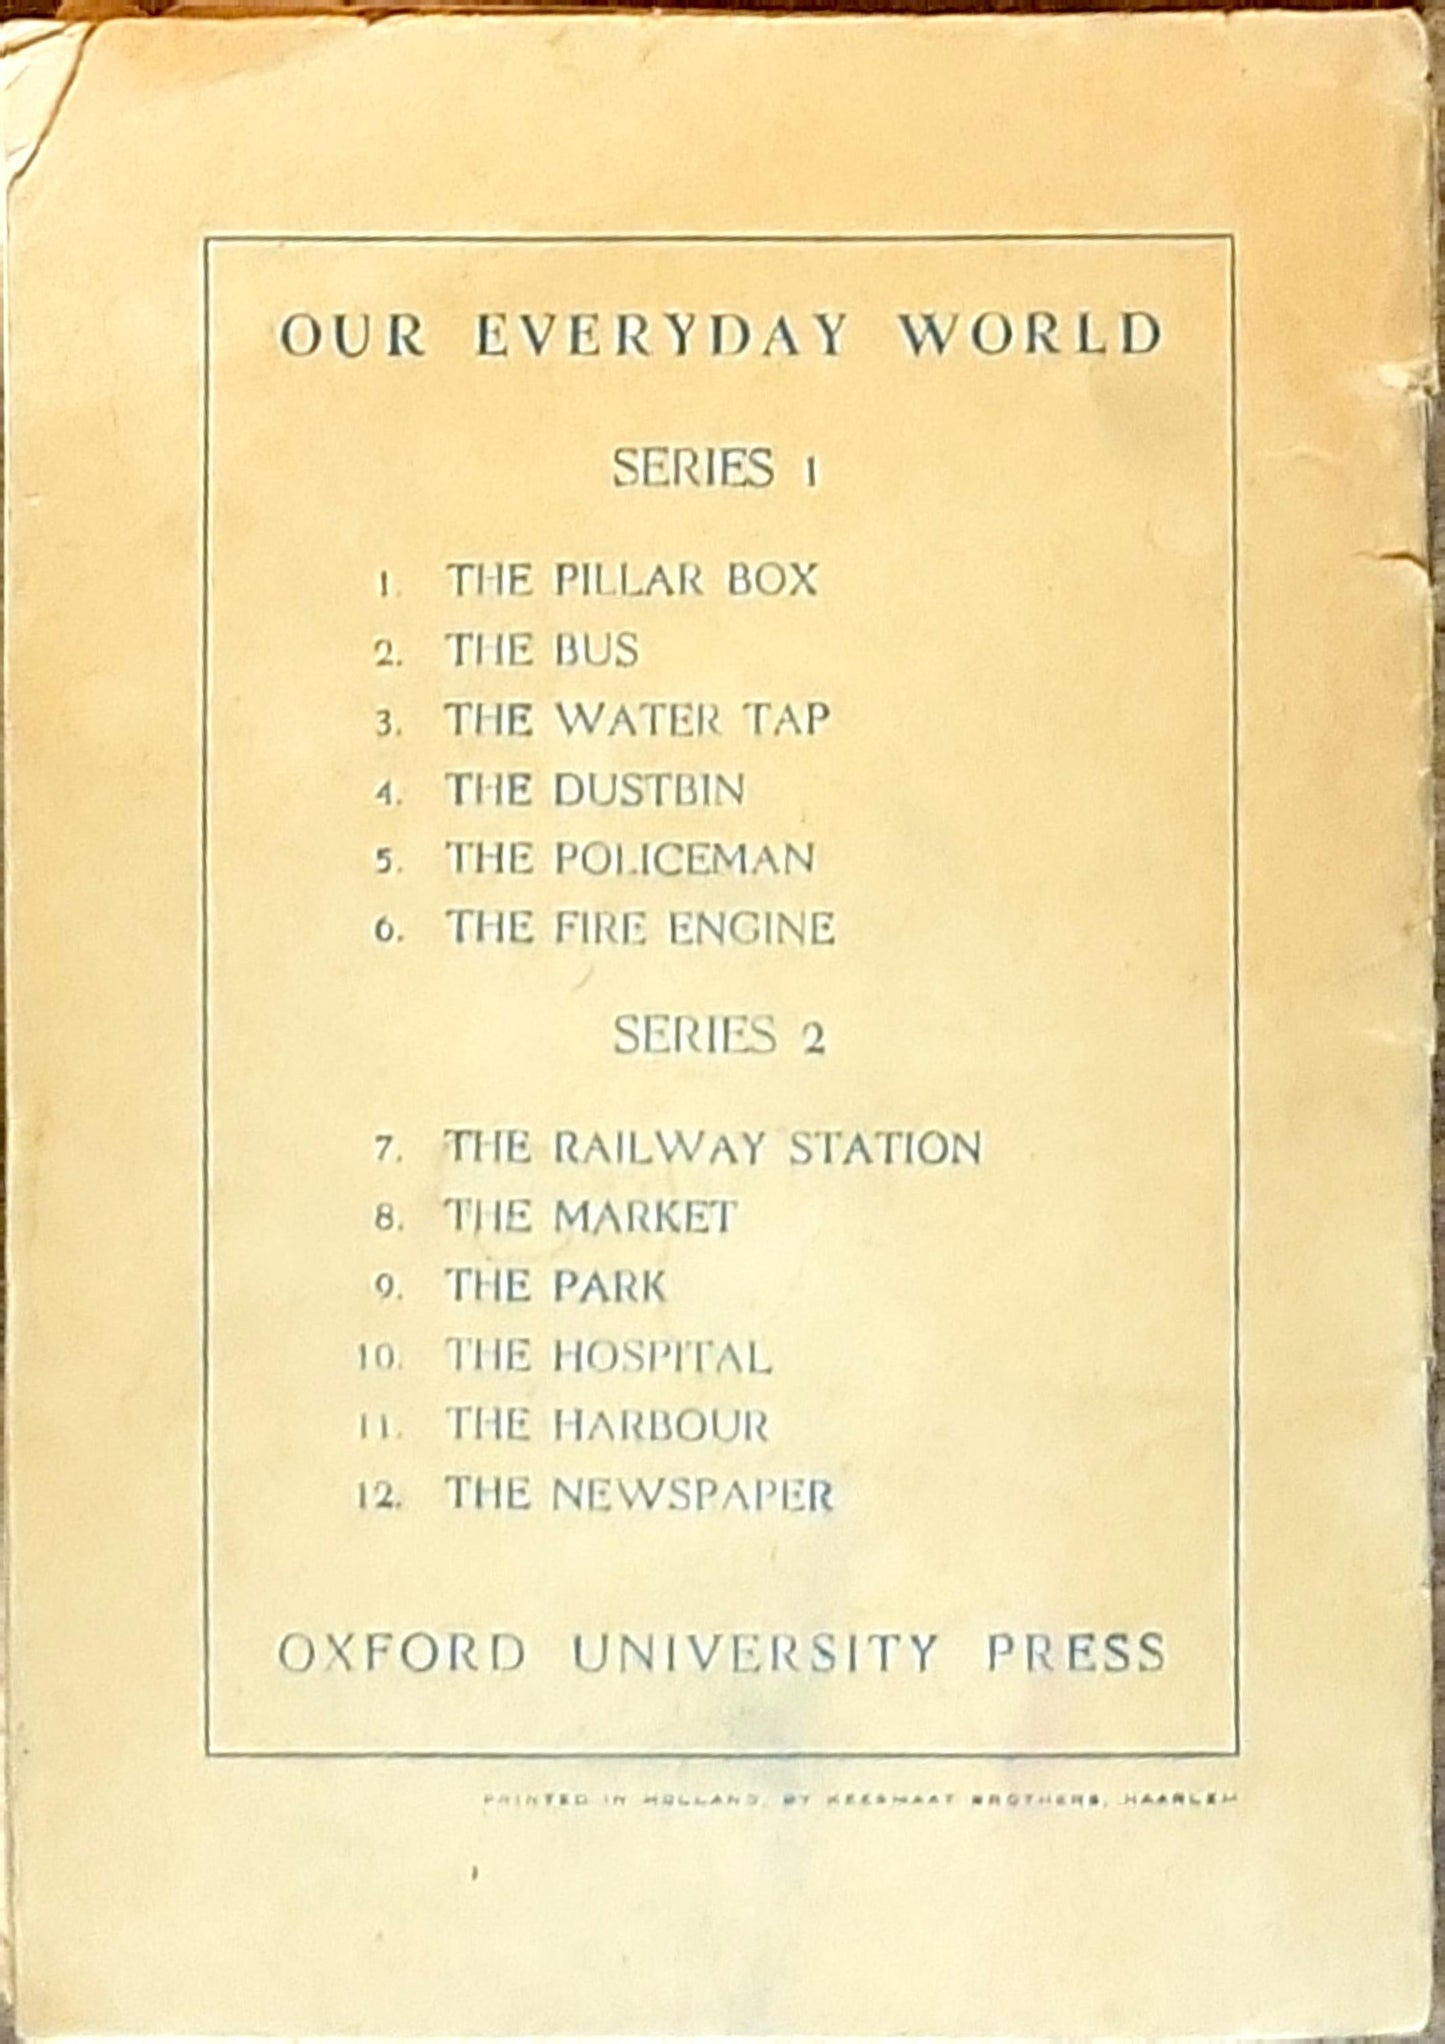 OUR EVERYDAY WORLD
SERIES 1
1. THE PILLAR BOX
2. THE BUS
3. THE WATER TAP
4. THE DUSTBIN
5. THE POLICEMAN
6. THE FIRE ENGINE
SERIES 2
7. THE RAILWAY STATION
8. THE MARKET
9. THE PARK
10. THE HOSPITAL
11. THE HARBOUR
12. THE NEWSPAPER
OXFORD UNIVERSITY PRESS
PRINTED IN HOLLAND, BY KEESMAAT BROTHERS, HAARLEM